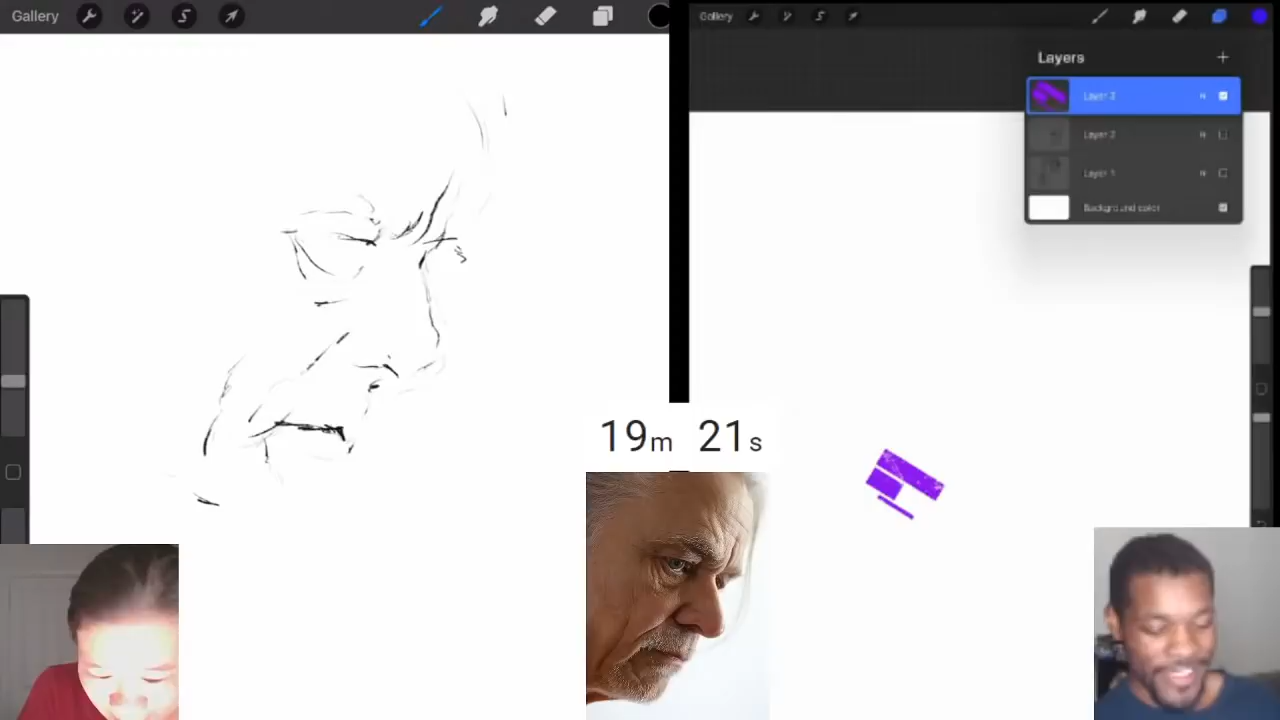 Gallery
Gallery
Layers
Layer 3
Layer 2
Layer 1
Background color
19m 21s